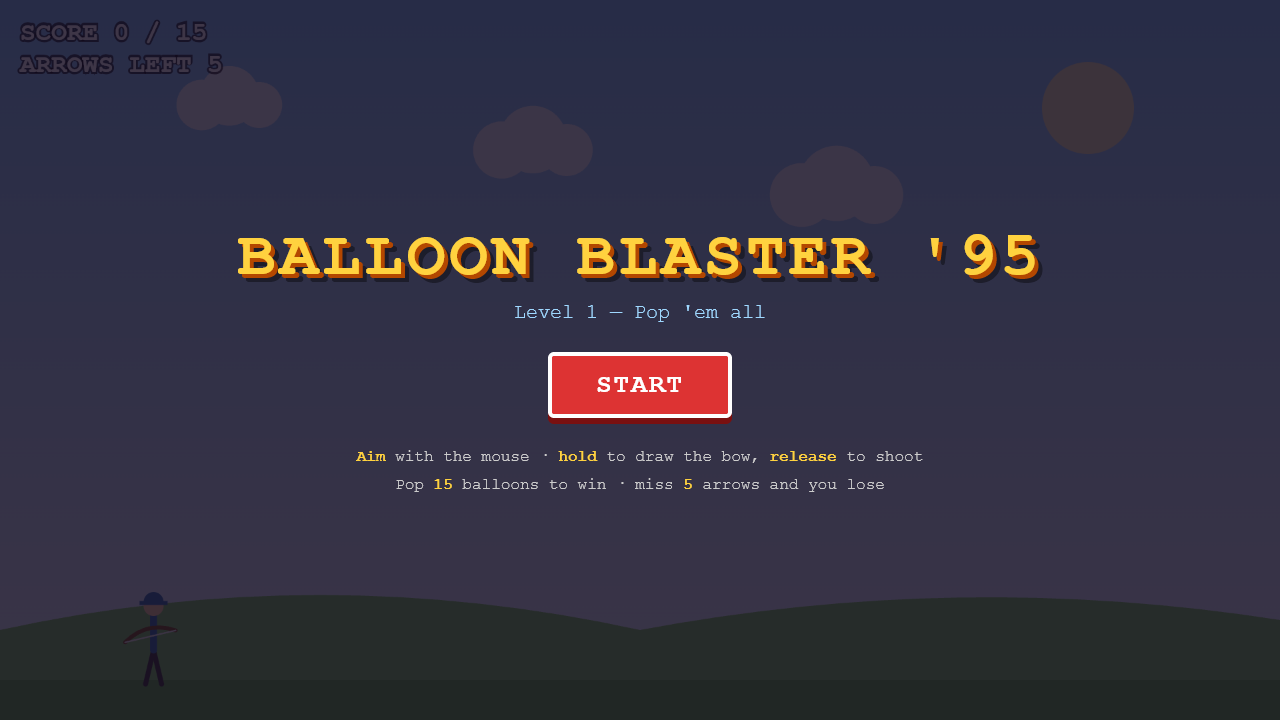 SCORE 0 / 15
ARROWS LEFT 5
BALLOON BLASTER '95
Level 1 — Pop 'em all
START
Aim with the mouse · hold to draw the bow, release to shoot
Pop 15 balloons to win · miss 5 arrows and you lose